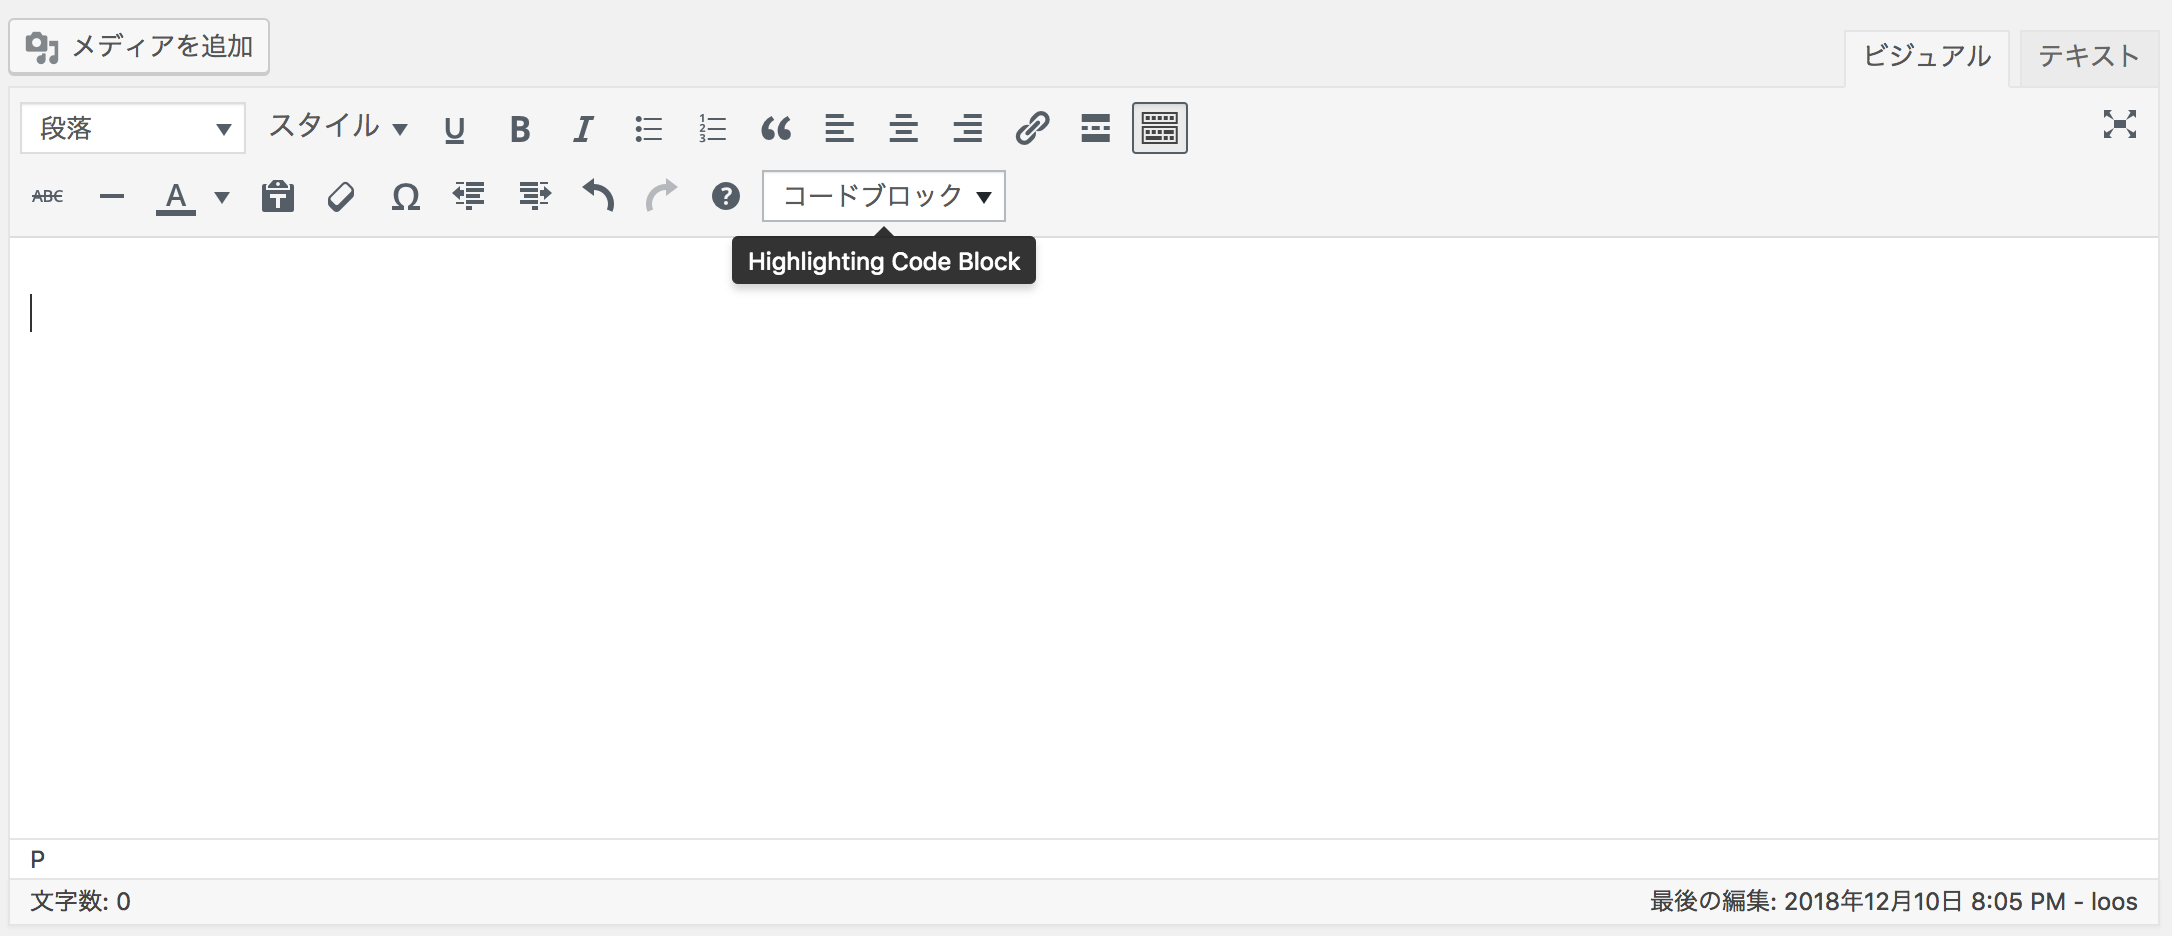 メディアを追加
ビジュアル テキスト
段落 スタイル U B I
ABC A Ω コードブロック
Highlighting Code Block
P
文字数: 0 最後の編集: 2018年12月10日 8:05 PM - loos